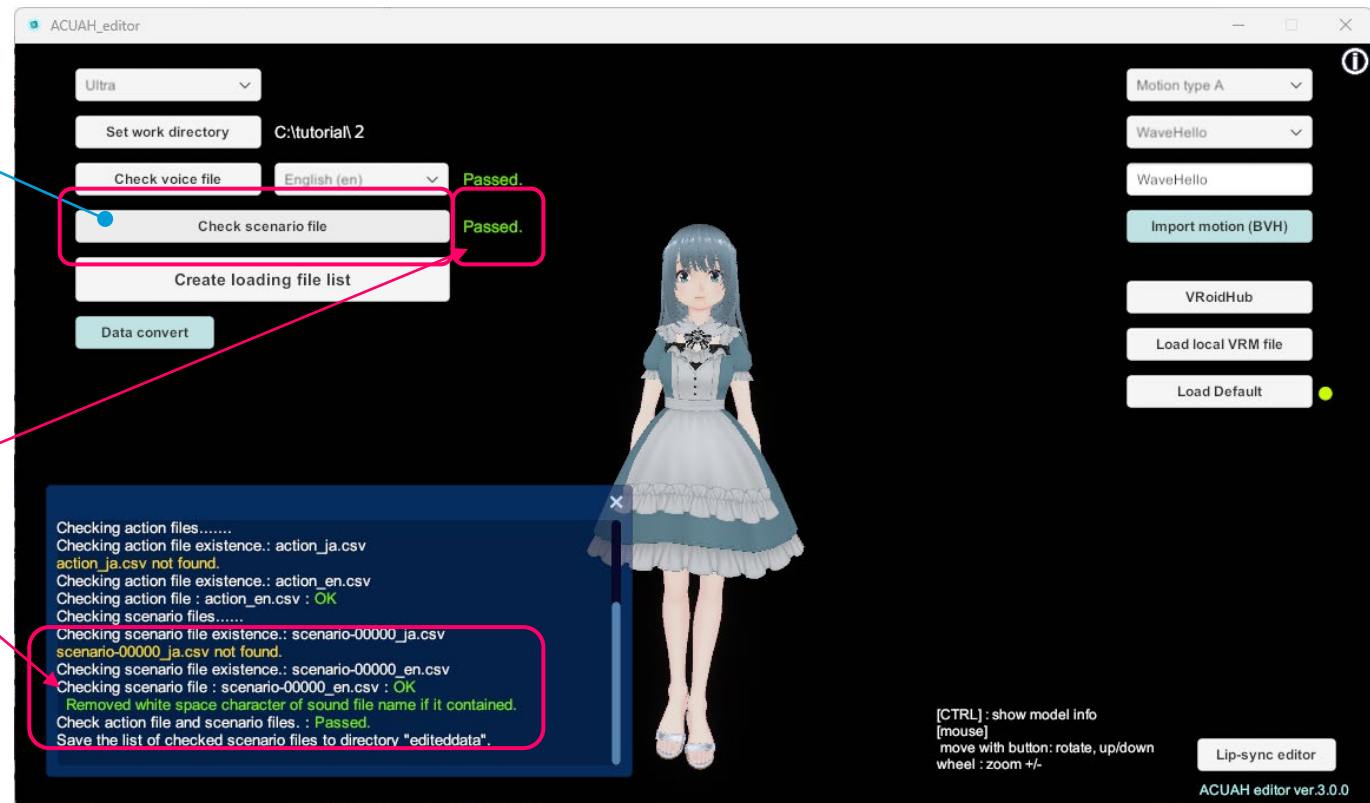 ACUAH_editor
Ultra
Set work directory
C:\tutorial\ 2
Check voice file
English (en)
Passed.
Check scenario file
Passed.
Create loading file list
Data convert
Motion type A
WaveHello
WaveHello
Import motion (BVH)
VRoidHub
Load local VRM file
Load Default
Checking action files.......
Checking action file existence.: action_ja.csv
action_ja.csv not found.
Checking action file existence.: action_en.csv
Checking action file : action_en.csv : OK
Checking scenario files......
Checking scenario file existence.: scenario-00000_ja.csv
scenario-00000_ja.csv not found.
Checking scenario file existence.: scenario-00000_en.csv
Checking scenario file : scenario-00000_en.csv : OK
Removed white space character of sound file name if it contained.
Check action file and scenario files. : Passed.
Save the list of checked scenario files to directory "editeddata".
[CTRL] : show model info
[mouse]
move with button: rotate, up/down
wheel : zoom +/-
Lip-sync editor
ACUAH editor ver.3.0.0